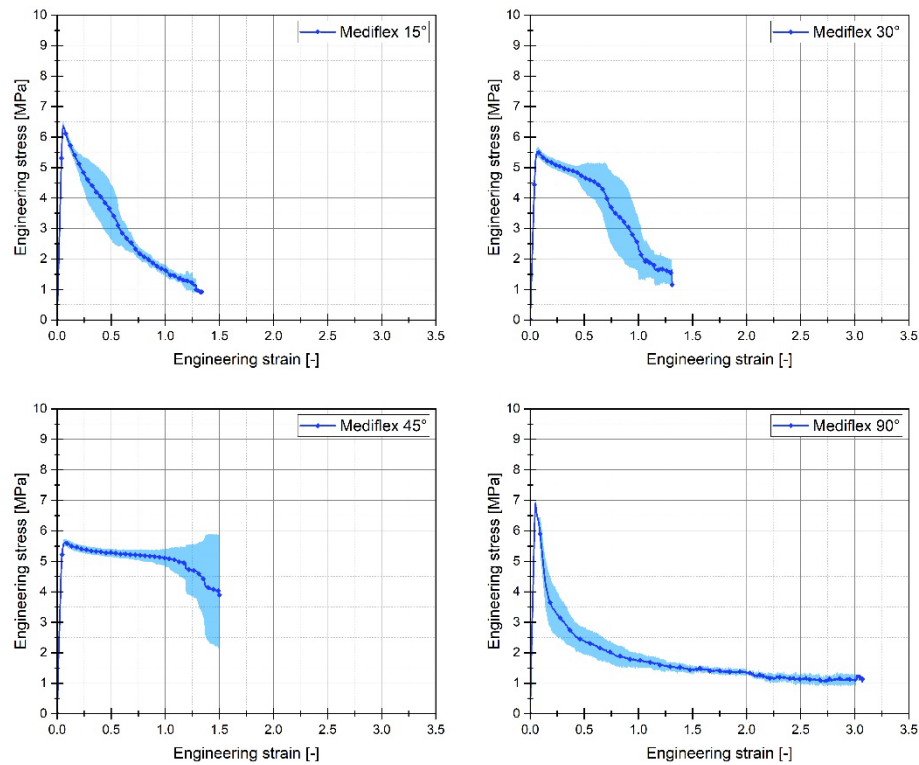 Mediflex 15°
Engineering stress [MPa]
10
9
8
7
6
5
4
3
2
1
0
0.0 0.5 1.0 1.5 2.0 2.5 3.0 3.5
Engineering strain [-]
Mediflex 30°
Engineering stress [MPa]
10
9
8
7
6
5
4
3
2
1
0
0.0 0.5 1.0 1.5 2.0 2.5 3.0 3.5
Engineering strain [-]
Mediflex 45°
Engineering stress [MPa]
10
9
8
7
6
5
4
3
2
1
0
0.0 0.5 1.0 1.5 2.0 2.5 3.0 3.5
Engineering strain [-]
Mediflex 90°
Engineering stress [MPa]
10
9
8
7
6
5
4
3
2
1
0
0.0 0.5 1.0 1.5 2.0 2.5 3.0 3.5
Engineering strain [-]